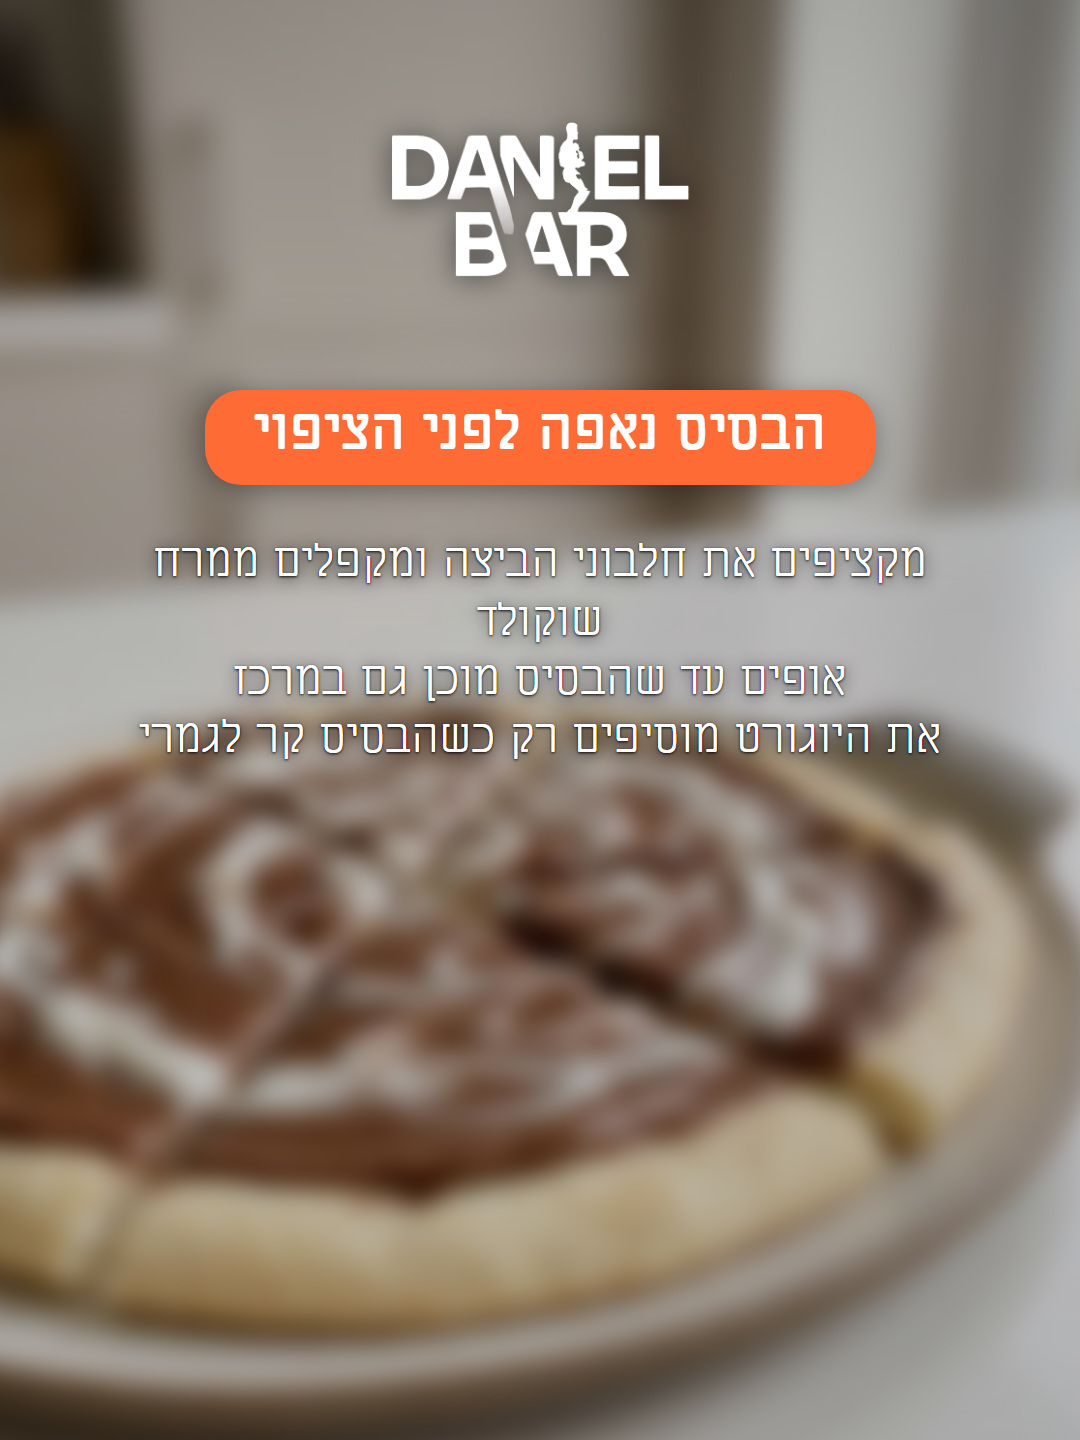 DANIEL
BAR
הבסיס נאפה לפני הציפוי
מקציפים את חלבוני הביצה ומקפלים ממרח
שוקולד
אופים עד שהבסיס מוכן גם במרכז
את היוגורט מוסיפים רק כשהבסיס קר לגמרי